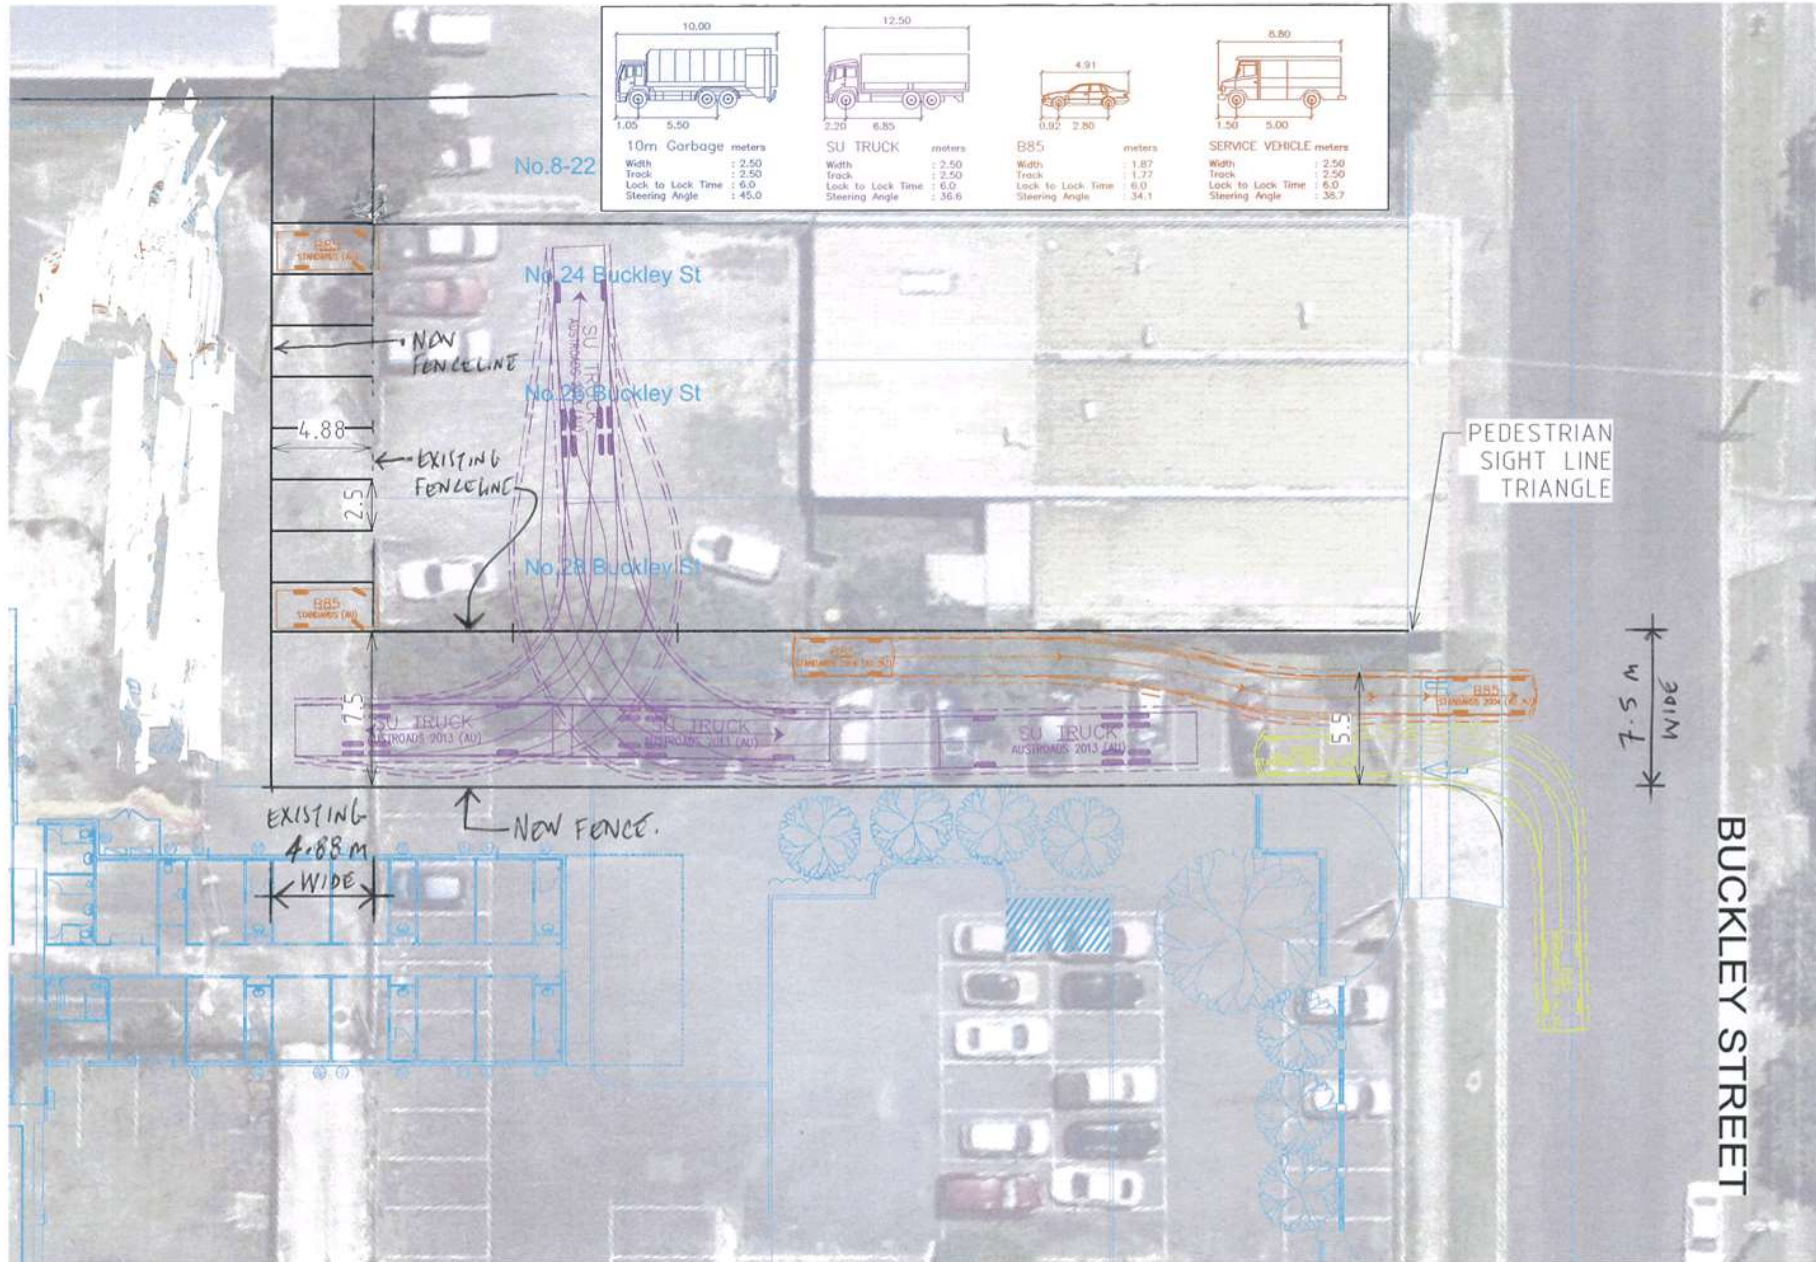 10.00
1.05 5.50
10m Garbage meters
Width : 2.50
Track : 2.50
Lock to Lock Time : 6.0
Steering Angle : 45.0
12.50
2.20 6.85
SU TRUCK meters
Width : 2.50
Track : 2.50
Lock to Lock Time : 6.0
Steering Angle : 36.6
4.91
0.92 2.80
B85 meters
Width : 1.87
Track : 1.77
Lock to Lock Time : 6.0
Steering Angle : 34.1
8.80
1.50 5.00
SERVICE VEHICLE meters
Width : 2.50
Track : 2.50
Lock to Lock Time : 6.0
Steering Angle : 38.7
No.8-22
B85
STANDARDS (AU)
No.24 Buckley St
NEW
FENCELINE
SU TRUCK
No.26 Buckley St
4.88
EXISTING
FENCELINE
2.5
PEDESTRIAN
SIGHT LINE
TRIANGLE
No.28 Buckley St
B85
STANDARDS (AU)
7.5
SU TRUCK
AUSTROADS 2013 (AU)
SU TRUCK
AUSTROADS 2013 (AU)
SU TRUCK
AUSTROADS 2013 (AU)
5.5
B85
7.5 m
WIDE
EXISTING
4.88 m
WIDE
NEW FENCE.
BUCKLEY STREET